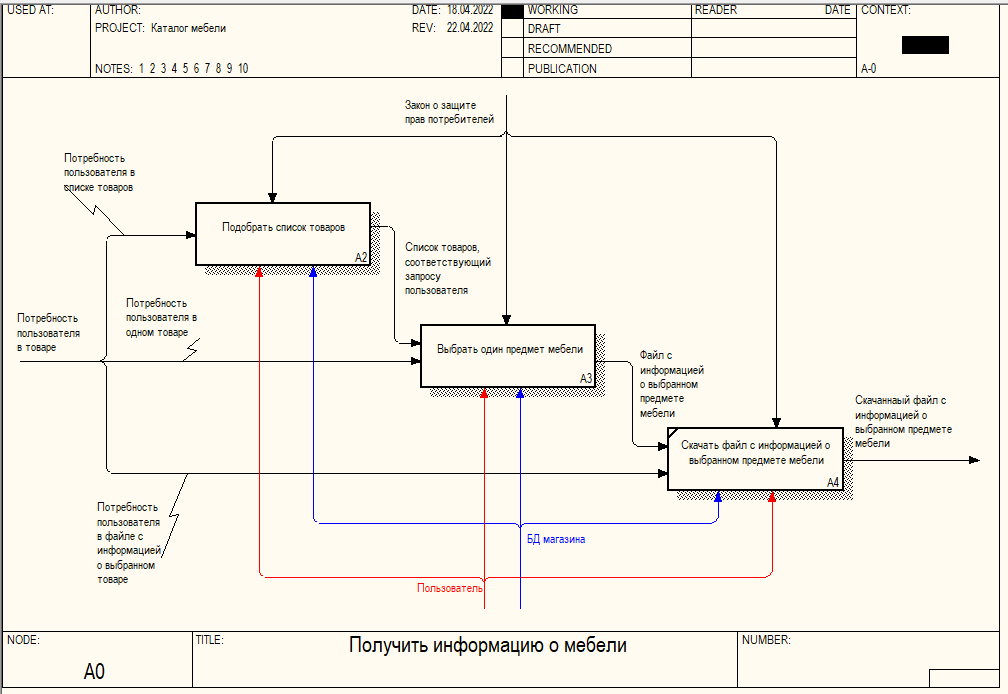 USED AT:
AUTHOR:
DATE: 18.04.2022
WORKING
READER
DATE
CONTEXT:
PROJECT: Каталог мебели
REV: 22.04.2022
DRAFT
RECOMMENDED
NOTES: 1 2 3 4 5 6 7 8 9 10
PUBLICATION
A-0
Закон о защите
прав потребителей
Потребность
пользователя в
списке товаров
Подобрать список товаров
A2
Список товаров,
соответствующий
запросу
пользователя
Потребность
пользователя в
одном товаре
Потребность
пользователя
в товаре
Выбрать один предмет мебели
A3
Файл с
информацией
о выбранном
предмете
мебели
Скачанный файл с
информацией о
выбранном предмете
мебели
Скачать файл с информацией о
выбранном предмете мебели
A4
Потребность
пользователя
в файле с
информацией
о выбранном
товаре
БД магазина
Пользователь
NODE:
TITLE:
Получить информацию о мебели
NUMBER:
A0